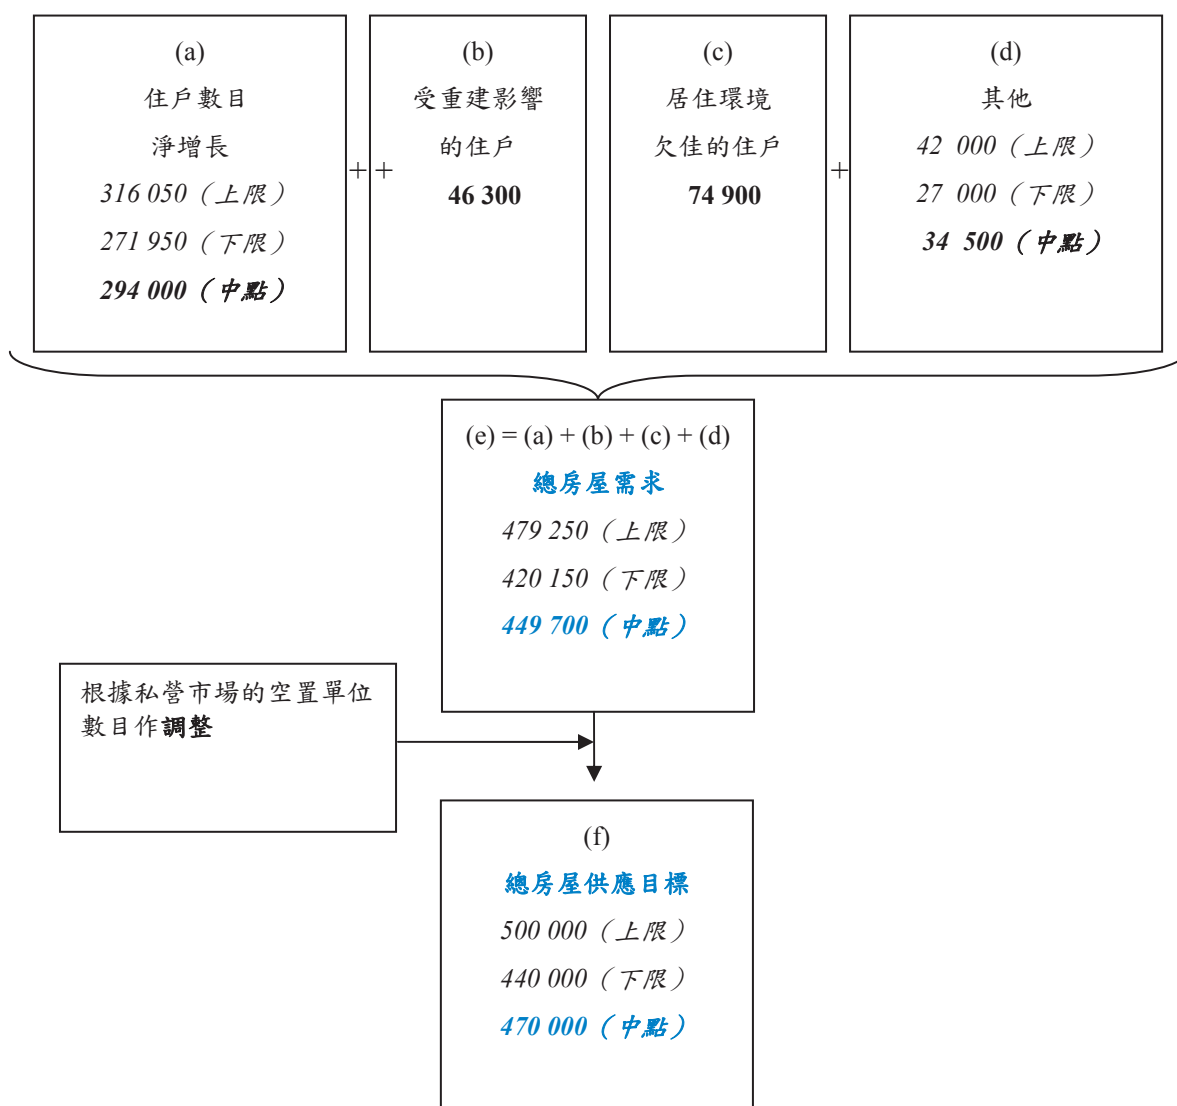 (a)
住戶數目
淨增長
316 050（上限）
271 950（下限）
294 000（中點）
+
+
(b)
受重建影響
的住戶
46 300
(c)
居住環境
欠佳的住戶
74 900
+
(d)
其他
42 000（上限）
27 000（下限）
34 500（中點）
(e) = (a) + (b) + (c) + (d)
總房屋需求
479 250（上限）
420 150（下限）
449 700（中點）
根據私營市場的空置單位
數目作調整
(f)
總房屋供應目標
500 000（上限）
440 000（下限）
470 000（中點）